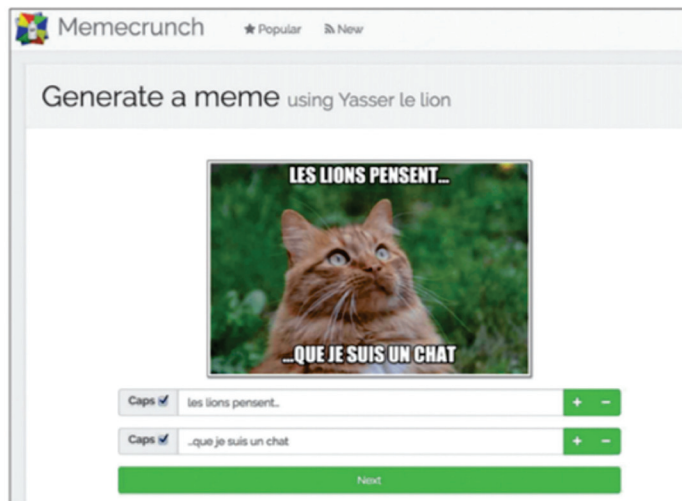 Memecrunch Popular New
Generate a meme using Yasser le lion
LES LIONS PENSENT...
...QUE JE SUIS UN CHAT
Caps les lions pensent... + -
Caps ...que je suis un chat + -
Next